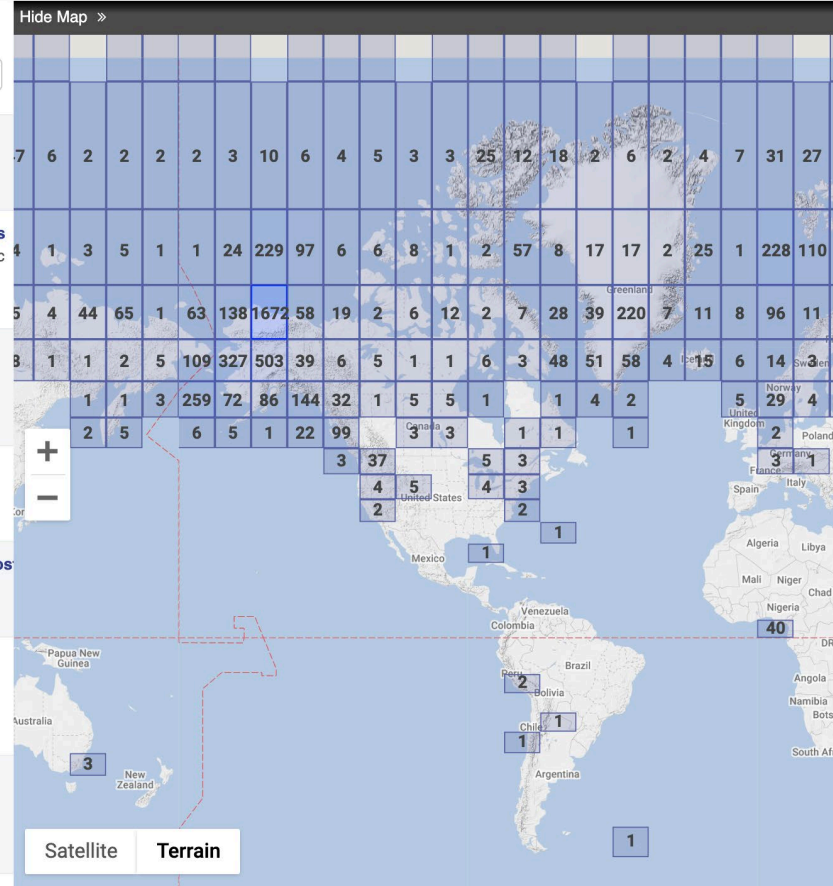 Hide Map »
7 6 2 2 2 2 3 10 6 4 5 3 3 25 12 18 2 6 2 4 7 31 27
s
c
4 1 3 5 1 1 24 229 97 6 6 8 1 2 57 8 17 17 2 25 1 228 110
Greenland
5 4 44 65 1 63 138 1672 58 19 2 6 12 2 7 28 39 220 7 11 8 96 11
3 1 1 2 5 109 327 503 39 6 5 1 1 6 3 48 51 58 4 15 6 14 3
Iceland Sweden
Norway
1 1 3 259 72 86 144 32 1 5 5 1 1 4 2 5 29 4
United
Kingdom
Canada
2 5 6 5 1 22 99 3 3 1 1 1 2
Poland
+
Germany
3 37 5 3 3 1
France
Italy
4 5 4 3
Spain
−
United States
2 2
1
Algeria
Libya
1
Mexico
os
Mali Niger
Chad
Nigeria
Venezuela
Colombia
40
Papua New
Guinea
Peru
Brazil
2
Bolivia
Angola
Namibia
Bots
Australia
Chile
1
1
South Af
3
New
Zealand
Argentina
1
Satellite
Terrain